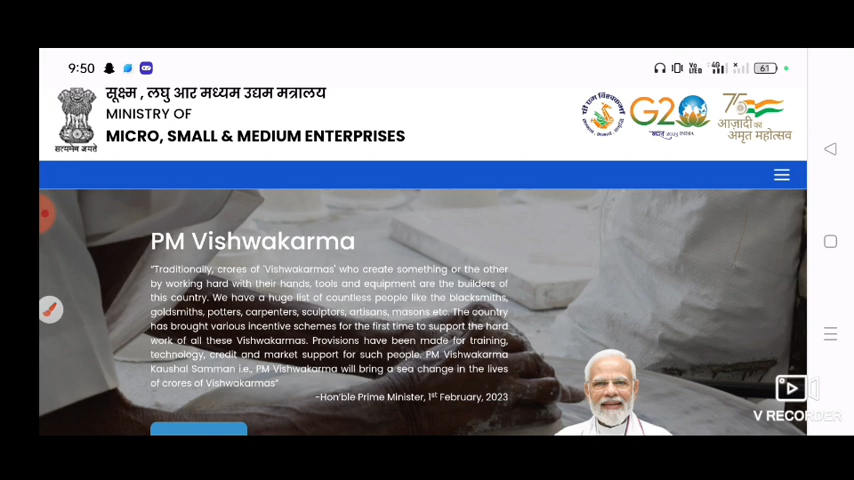 9:50
Vo LTED 4G x 61
सूक्ष्म , लघु और मध्यम उद्यम मंत्रालय
MINISTRY OF
MICRO, SMALL & MEDIUM ENTERPRISES
सत्यमेव जयते
G20
75
आज़ादी का
अमृत महोत्सव
PM Vishwakarma
“Traditionally, crores of 'Vishwakarmas' who create something or the other
by working hard with their hands, tools and equipment are the builders of
this country. We have a huge list of countless people like the blacksmiths,
goldsmiths, potters, carpenters, sculptors, artisans, masons etc. The country
has brought various incentive schemes for the first time to support the hard
work of all these Vishwakarmas. Provisions have been made for training,
technology, credit and market support for such people. PM Vishwakarma
Kaushal Samman i.e., PM Vishwakarma will bring a sea change in the lives
of crores of Vishwakarmas”
-Hon'ble Prime Minister, 1st February, 2023
V RECORDER